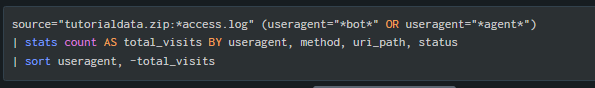 source="tutorialdata.zip:*access.log" (useragent="*bot*" OR useragent="*agent*")
| stats count AS total_visits BY useragent, method, uri_path, status
| sort useragent, -total_visits